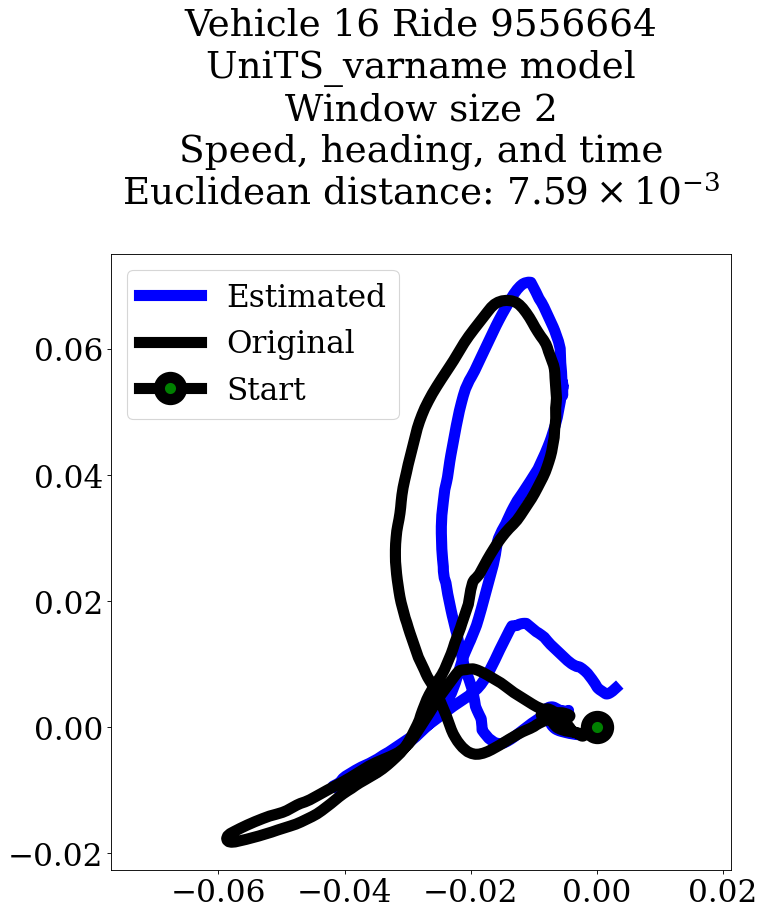 Vehicle 16 Ride 9556664
UniTS_varname model
Window size 2
Speed, heading, and time
Euclidean distance: 7.59 × 10⁻³
Estimated
Original
Start
0.06
0.04
0.02
0.00
−0.02
−0.06 −0.04 −0.02 0.00 0.02